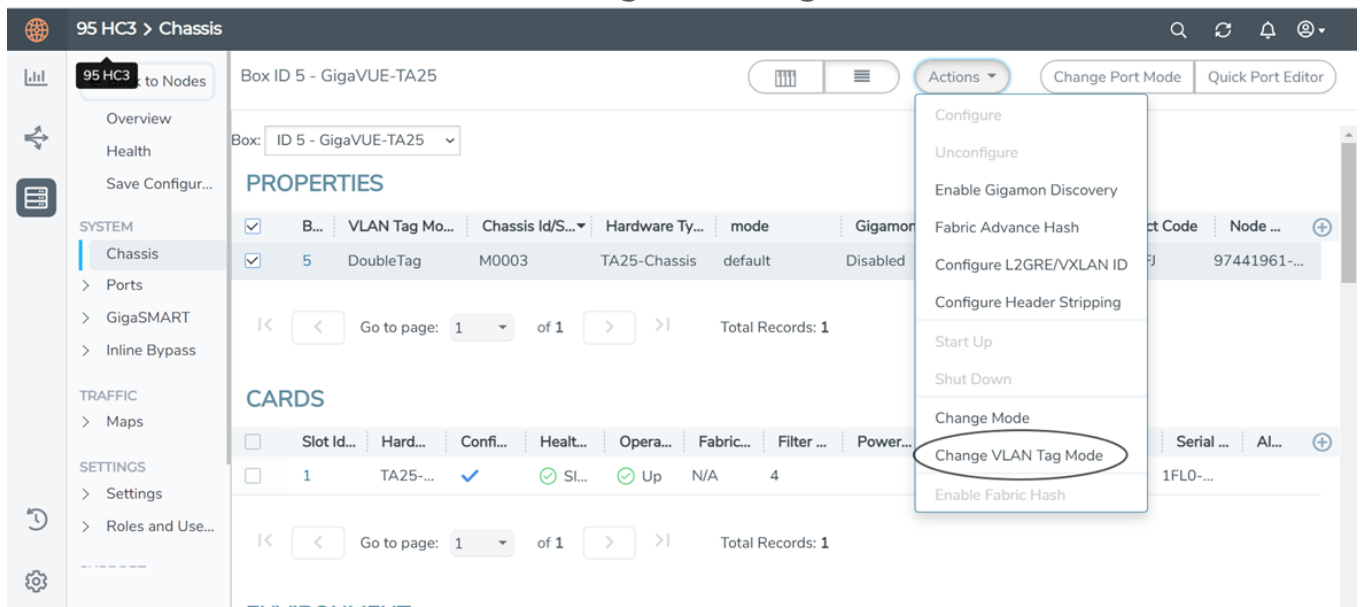 95 HC3 > Chassis
95 HC3
to Nodes
Overview
Health
Save Configur...
SYSTEM
Chassis
> Ports
> GigaSMART
> Inline Bypass
TRAFFIC
> Maps
SETTINGS
> Settings
> Roles and Use...
Box ID 5 - GigaVUE-TA25
Actions
Change Port Mode
Quick Port Editor
Box: ID 5 - GigaVUE-TA25
PROPERTIES
B... VLAN Tag Mo... Chassis Id/S... Hardware Ty... mode Gigamon ct Code Node ...
5 DoubleTag M0003 TA25-Chassis default Disabled FJ 97441961-...
Go to page: 1 of 1 Total Records: 1
CARDS
Slot Id... Hard... Confi... Healt... Opera... Fabric... Filter ... Power... Serial ... Al...
1 TA25-... Sl... Up N/A 4 1FL0-...
Go to page: 1 of 1 Total Records: 1
Configure
Unconfigure
Enable Gigamon Discovery
Fabric Advance Hash
Configure L2GRE/VXLAN ID
Configure Header Stripping
Start Up
Shut Down
Change Mode
Change VLAN Tag Mode
Enable Fabric Hash